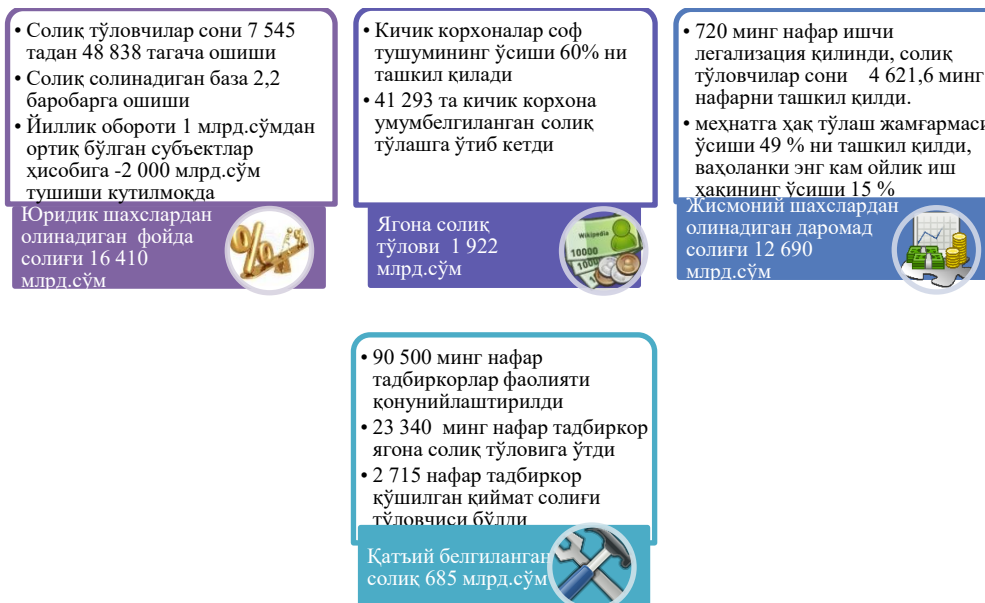 • Солиқ тўловчилар сони 7 545
тадан 48 838 тагача ошиши
• Солиқ солинадиган база 2,2
баробарга ошиши
• Йиллик обороти 1 млрд.сўмдан
ортиқ бўлган субъектлар
ҳисобига -2 000 млрд.сўм
тушиши кутилмоқда
Юридик шахслардан
олинадиган фойда
солиғи 16 410
млрд.сўм
• Кичик корхоналар соф
тушумининг ўсиши 60% ни
ташкил қилади
• 41 293 та кичик корхона
умумбелгиланган солиқ
тўлашга ўтиб кетди
Ягона солиқ
тўлови 1 922
млрд.сўм
Wikipedia
10000
• 720 минг нафар ишчи
легализация қилинди, солиқ
тўловчилар сони 4 621,6 минг
нафарни ташкил қилди.
• меҳнатга ҳақ тўлаш жамғармаси
ўсиши 49 % ни ташкил қилди,
ваҳоланки энг кам ойлик иш
ҳақининг ўсиши 15 %
Жисмоний шахслардан
олинадиган даромад
солиғи 12 690
млрд.сўм
• 90 500 минг нафар
тадбиркорлар фаолияти
қонунийлаштирилди
• 23 340 минг нафар тадбиркор
ягона солиқ тўловига ўтди
• 2 715 нафар тадбиркор
қўшилган қиймат солиғи
тўловчиси бўлди
Қатъий белгиланган
солиқ 685 млрд.сўм